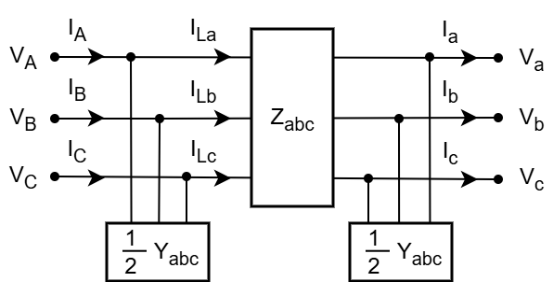 I_A I_La I_a
V_A V_a
I_B I_Lb I_b
V_B Z_abc V_b
I_C I_Lc I_c
V_C V_c
1/2 Y_abc 1/2 Y_abc